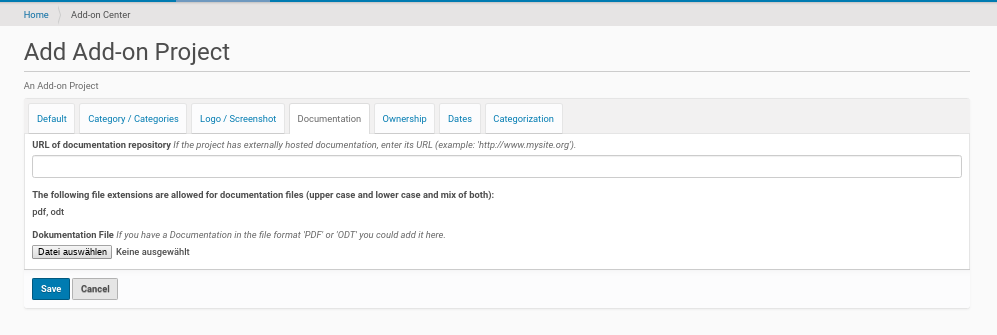 Home
Add-on Center
Add Add-on Project
An Add-on Project
Default
Category / Categories
Logo / Screenshot
Documentation
Ownership
Dates
Categorization
URL of documentation repository If the project has externally hosted documentation, enter its URL (example: 'http://www.mysite.org').
The following file extensions are allowed for documentation files (upper case and lower case and mix of both):
pdf, odt
Dokumentation File If you have a Documentation in the file format 'PDF' or 'ODT' you could add it here.
Datei auswählen Keine ausgewählt
Save
Cancel